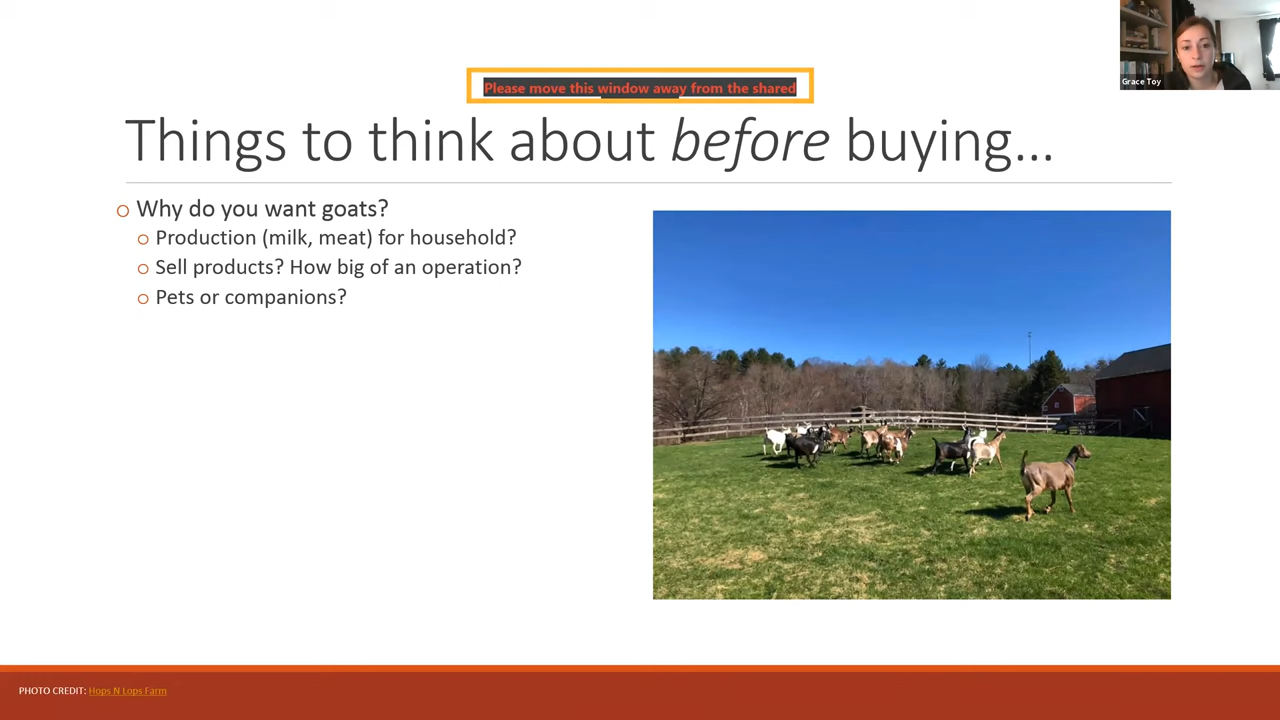 Grace Toy
Please move this window away from the shared
Things to think about before buying...
o Why do you want goats?
o Production (milk, meat) for household?
o Sell products? How big of an operation?
o Pets or companions?
PHOTO CREDIT: Hops N Lops Farm